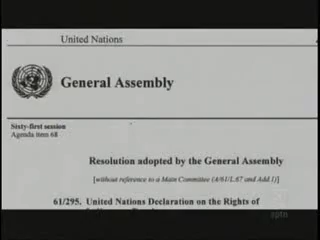 United Nations
General Assembly
Sixty-first session
Agenda item 68
Resolution adopted by the General Assembly
[without reference to a Main Committee (A/61/L.67 and Add.1)]
61/295. United Nations Declaration on the Rights of
aptn